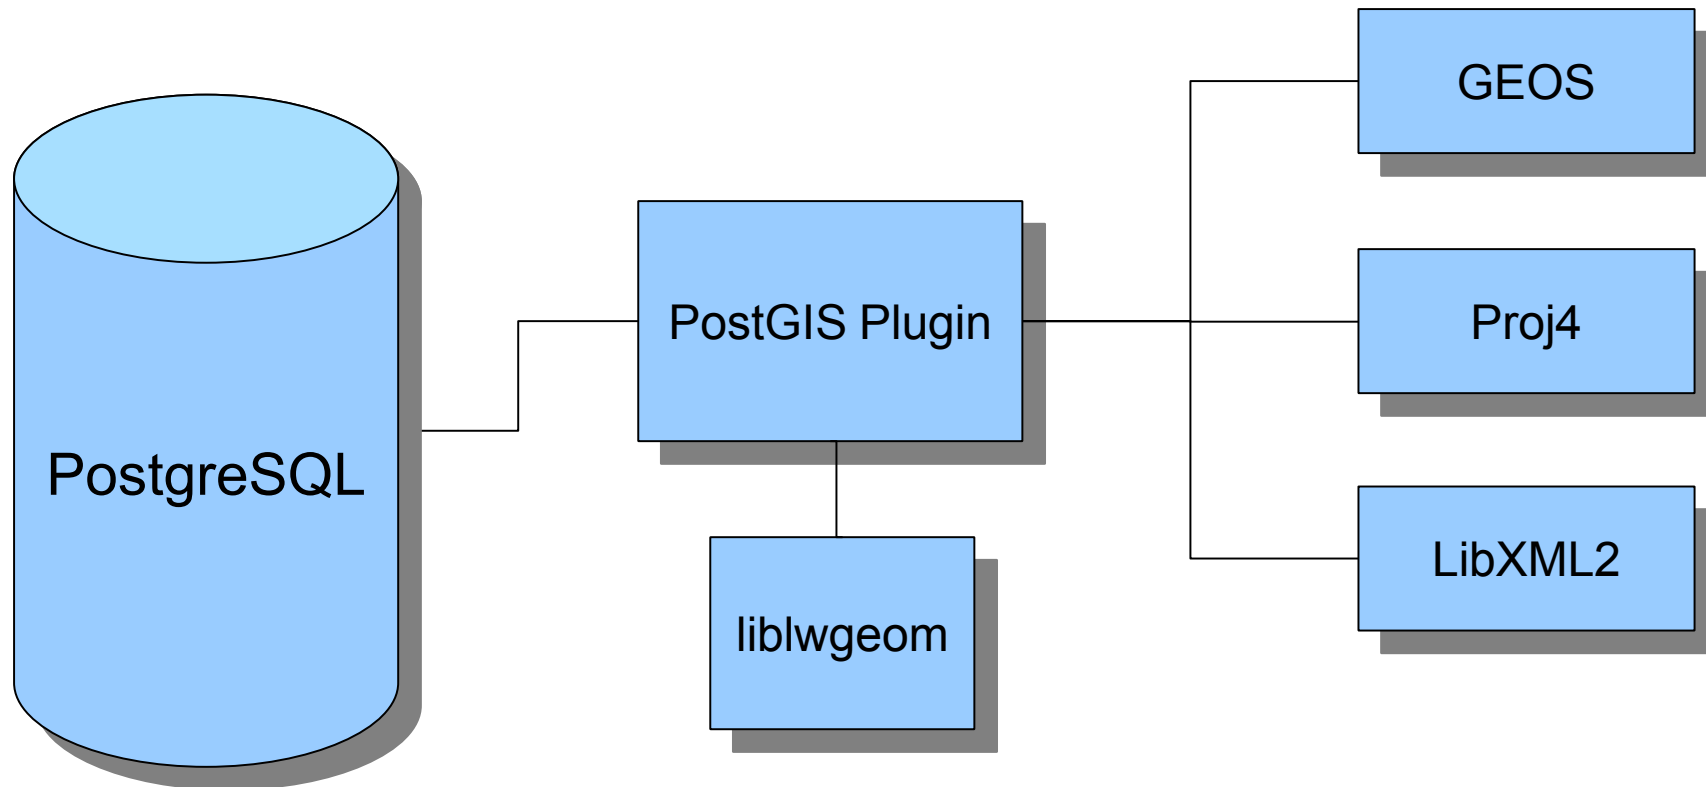 PostgreSQL
PostGIS Plugin
liblwgeom
GEOS
Proj4
LibXML2